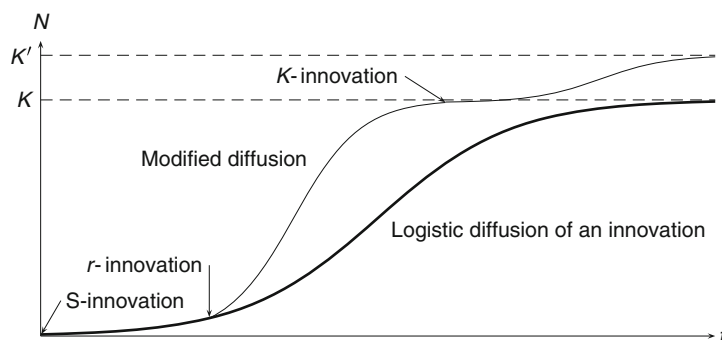 N
K′
K-innovation
K
Modified diffusion
Logistic diffusion of an innovation
r-innovation
S-innovation
t